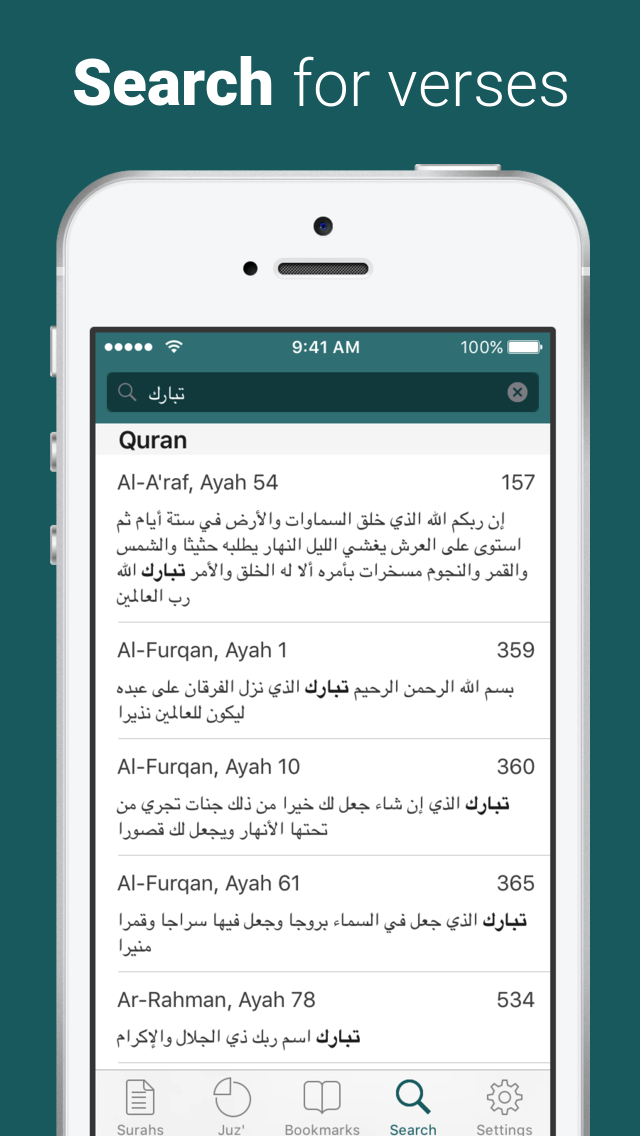 Search for verses
9:41 AM 100%
تبارك
Quran
Al-A'raf, Ayah 54 157
إن ربكم الله الذي خلق السماوات والأرض في ستة أيام ثم
استوى على العرش يغشي الليل النهار يطلبه حثيثا والشمس
والقمر والنجوم مسخرات بأمره ألا له الخلق والأمر تبارك الله
رب العالمين
Al-Furqan, Ayah 1 359
بسم الله الرحمن الرحيم تبارك الذي نزل الفرقان على عبده
ليكون للعالمين نذيرا
Al-Furqan, Ayah 10 360
تبارك الذي إن شاء جعل لك خيرا من ذلك جنات تجري من
تحتها الأنهار ويجعل لك قصورا
Al-Furqan, Ayah 61 365
تبارك الذي جعل في السماء بروجا وجعل فيها سراجا وقمرا
منيرا
Ar-Rahman, Ayah 78 534
تبارك اسم ربك ذي الجلال والإكرام
Surahs Juz' Bookmarks Search Settings